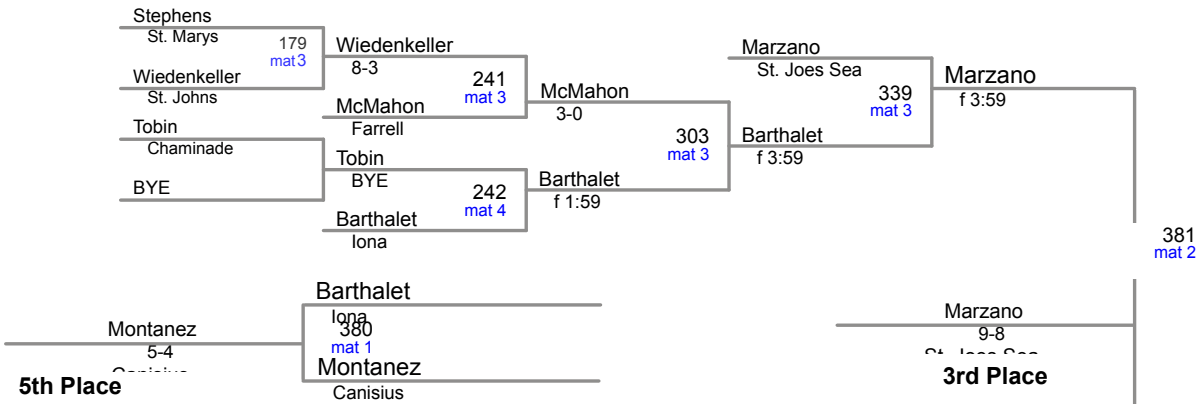 Stephens
St. Marys
179
mat 3
Wiedenkeller
St. Johns
Wiedenkeller
8-3
241
mat 3
McMahon
Farrell
Tobin
Chaminade
BYE
Tobin
BYE
242
mat 4
Barthalet
Iona
McMahon
3-0
303
mat 3
Barthalet
f 1:59
Marzano
St. Joes Sea
339
mat 3
Barthalet
f 3:59
Marzano
f 3:59
381
mat 2
Barthalet
Iona
380
mat 1
Montanez
Canisius
Montanez
5-4
5th Place
Marzano
9-8
St. Joes Sea
3rd Place